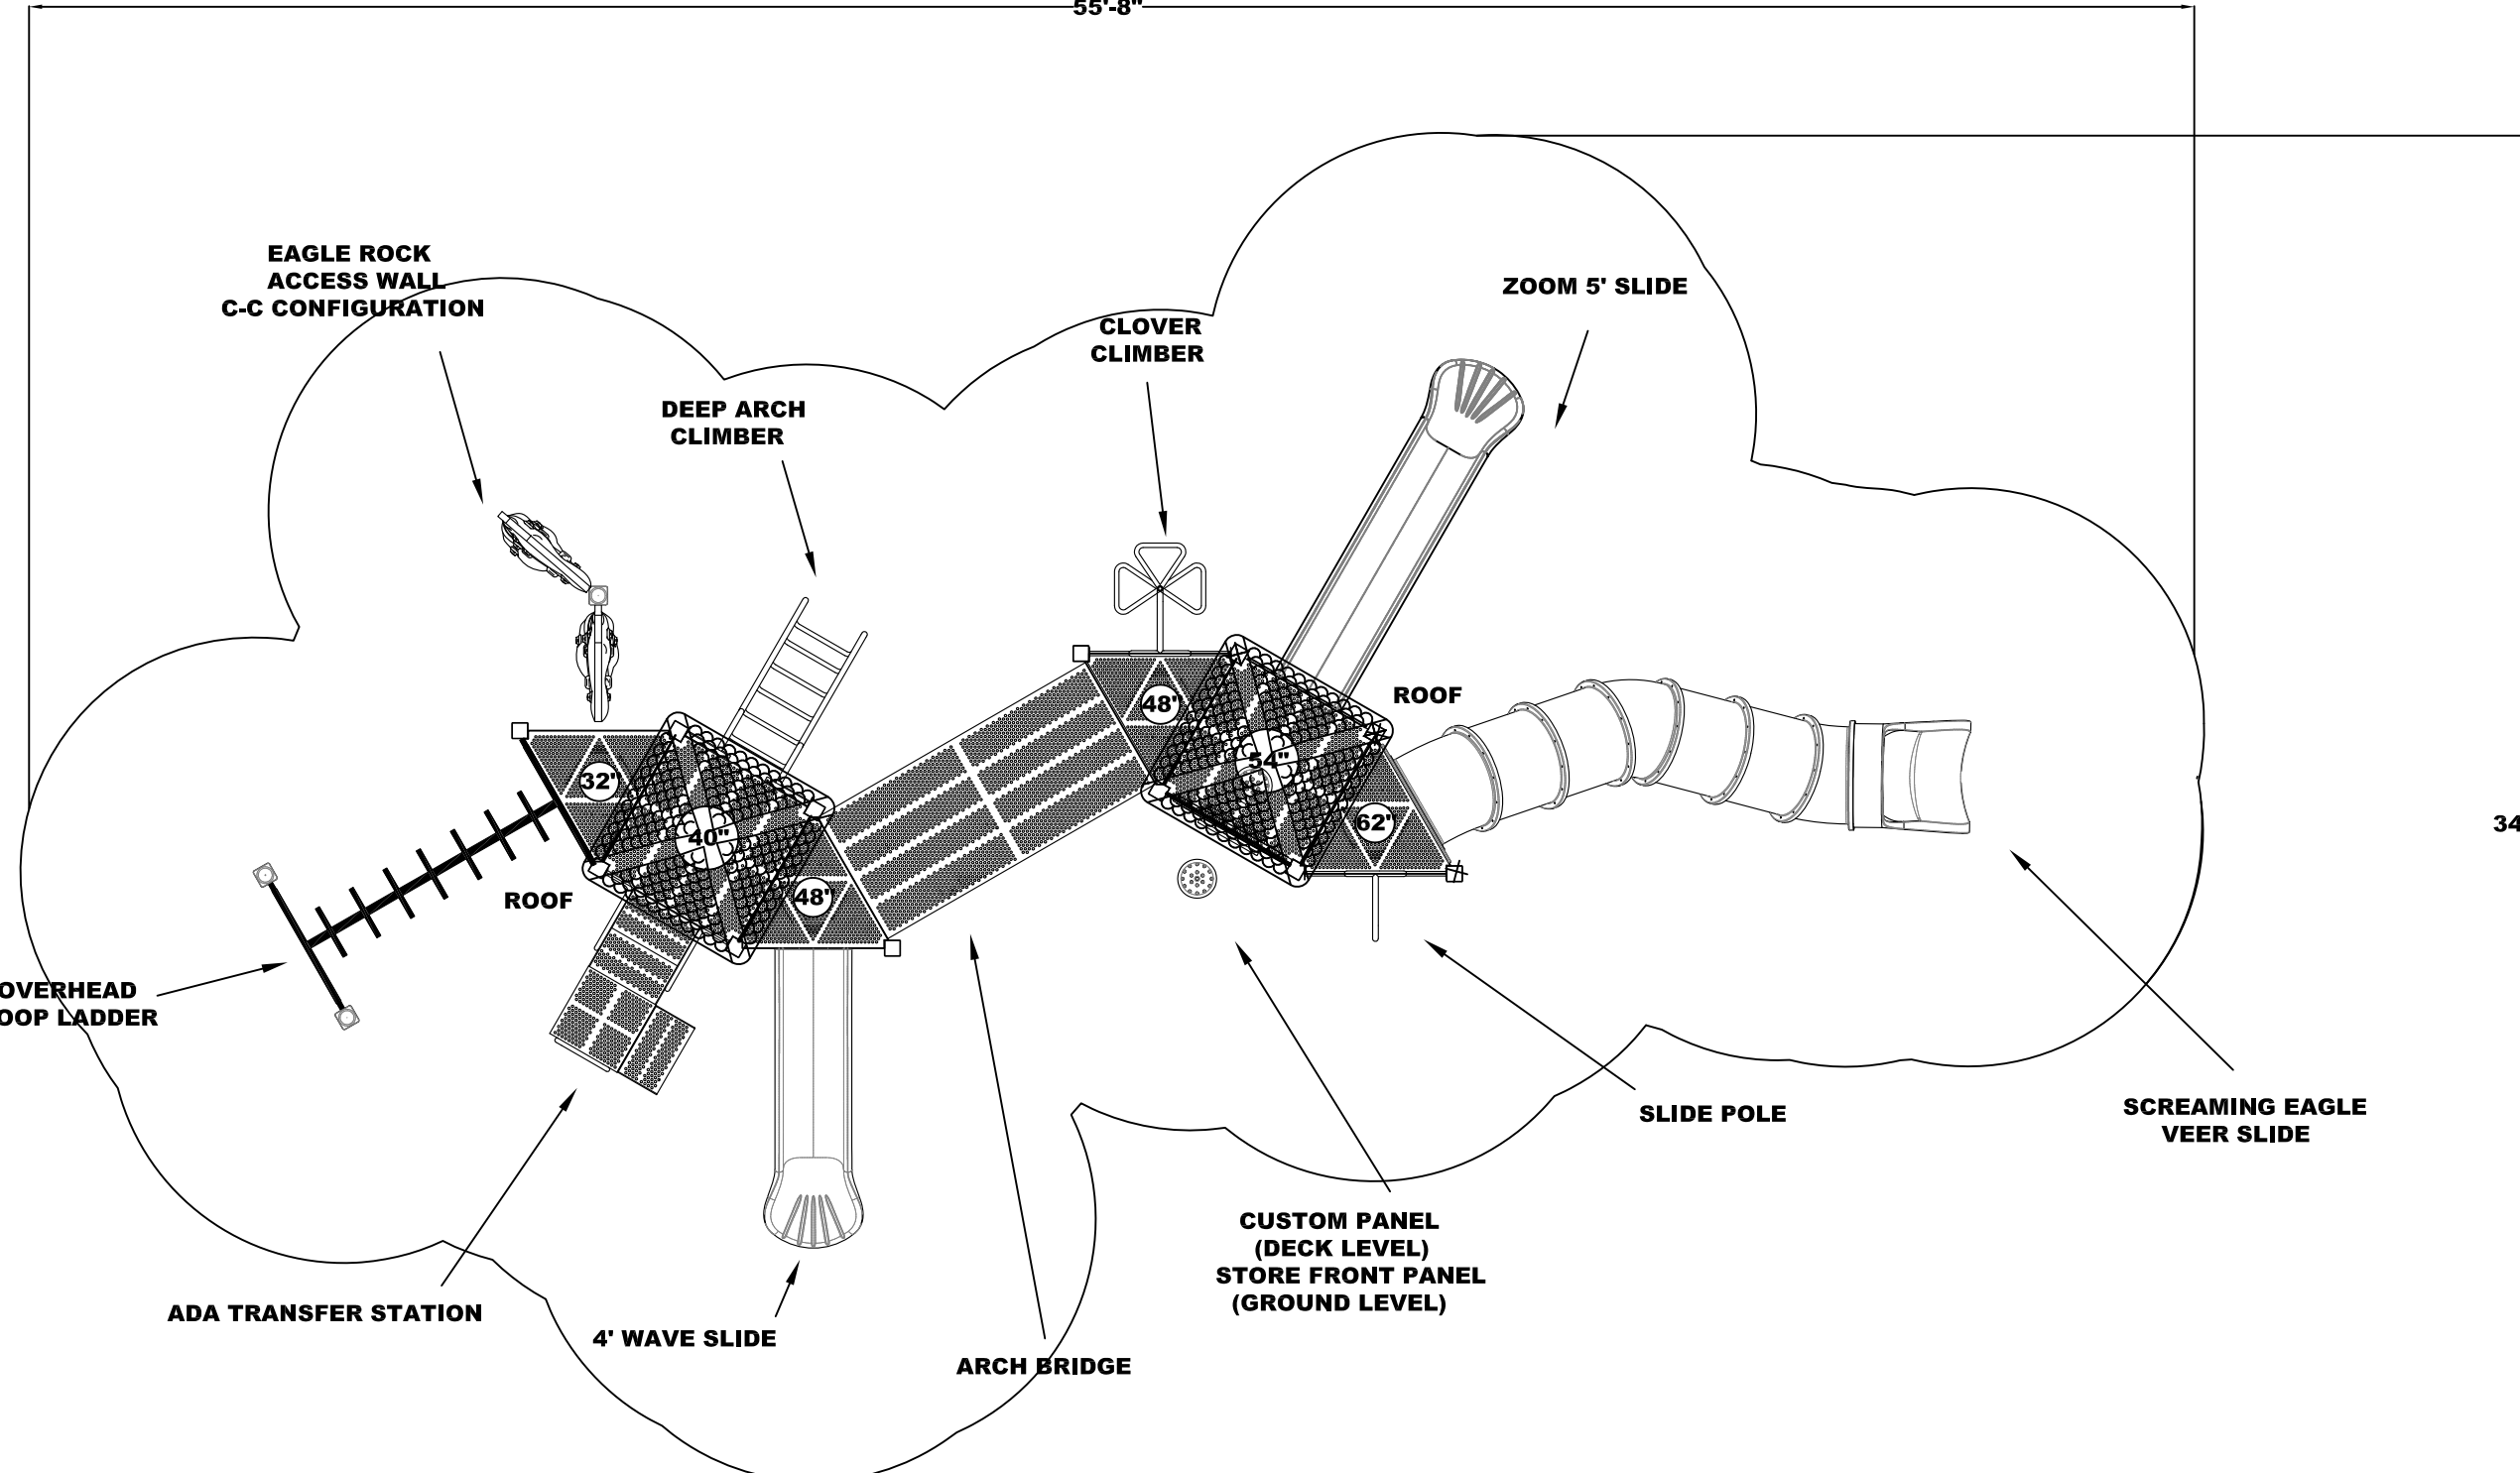 55'-8"
EAGLE ROCK
ACCESS WALL
C-C CONFIGURATION
ZOOM 5' SLIDE
CLOVER
CLIMBER
DEEP ARCH
CLIMBER
ROOF
48'
54"
32'
62'
34
40"
48'
ROOF
OVERHEAD
OOP LADDER
SCREAMING EAGLE
VEER SLIDE
SLIDE POLE
CUSTOM PANEL
(DECK LEVEL)
STORE FRONT PANEL
(GROUND LEVEL)
ADA TRANSFER STATION
4' WAVE SLIDE
ARCH BRIDGE